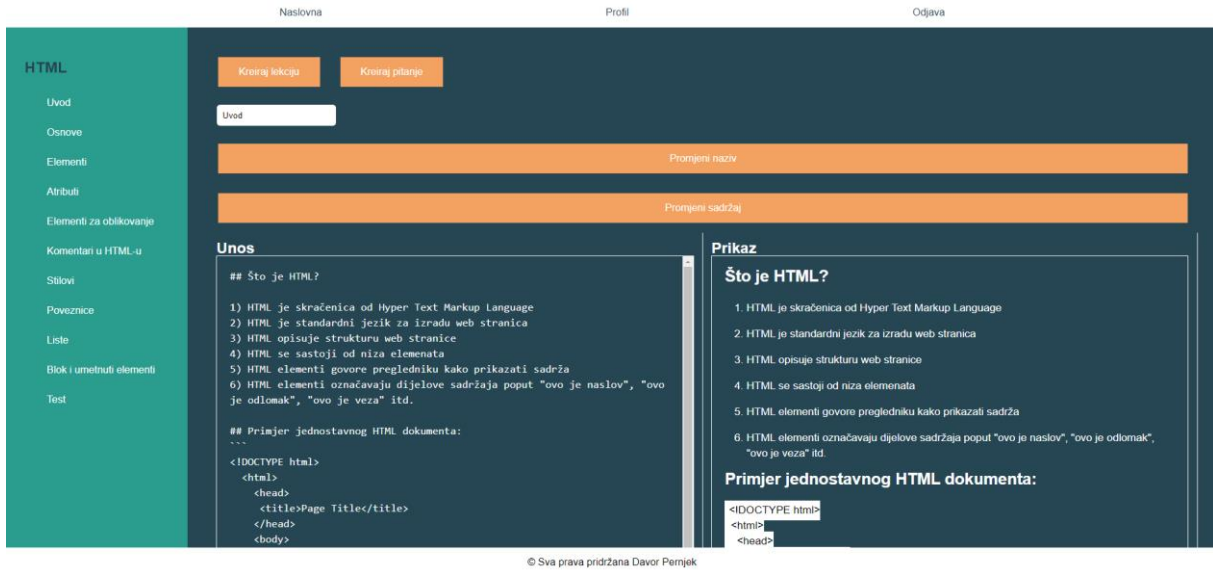 Naslovna
Profil
Odjava
HTML
Uvod
Osnove
Elementi
Atributi
Elementi za oblikovanje
Komentari u HTML-u
Stilovi
Poveznice
Liste
Blok i umetnuti elementi
Test
Kreiraj lekciju
Kreiraj pitanje
Uvod
Promjeni naziv
Promjeni sadržaj
Unos
## Što je HTML?
1) HTML je skračenica od Hyper Text Markup Language
2) HTML je standardni jezik za izradu web stranica
3) HTML opisuje strukturu web stranice
4) HTML se sastoji od niza elemenata
5) HTML elementi govore pregledniku kako prikazati sadrža
6) HTML elementi označavaju dijelove sadržaja poput "ovo je naslov", "ovo
je odlomak", "ovo je veza" itd.
## Primjer jednostavnog HTML dokumenta:
```
<!DOCTYPE html>
<html>
<head>
<title>Page Title</title>
</head>
<body>
Prikaz
Što je HTML?
1. HTML je skračenica od Hyper Text Markup Language
2. HTML je standardni jezik za izradu web stranica
3. HTML opisuje strukturu web stranice
4. HTML se sastoji od niza elemenata
5. HTML elementi govore pregledniku kako prikazati sadrža
6. HTML elementi označavaju dijelove sadržaja poput "ovo je naslov", "ovo je odlomak",
"ovo je veza" itd.
Primjer jednostavnog HTML dokumenta:
<!DOCTYPE html>
<html>
<head>
© Sva prava pridržana Davor Pernjek